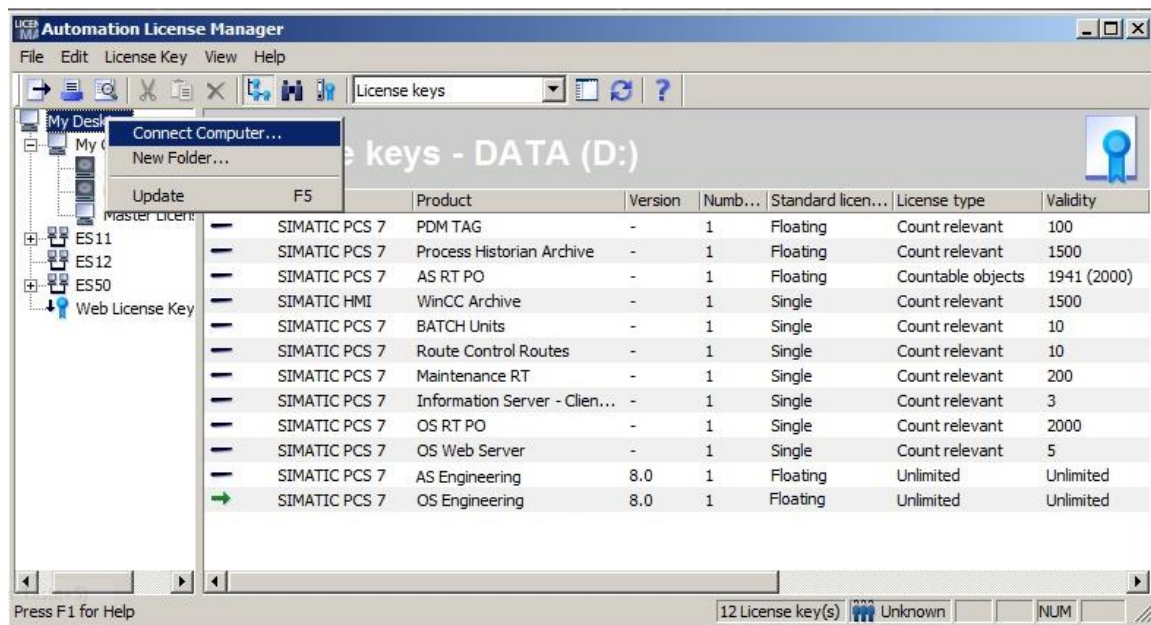 Automation License Manager
File Edit License Key View Help
License keys
My Desk
Connect Computer...
New Folder...
Update F5
My
Master Licens
ES11
ES12
ES50
Web License Key
keys - DATA (D:)
Product Version Numb... Standard licen... License type Validity
SIMATIC PCS 7 PDM TAG - 1 Floating Count relevant 100
SIMATIC PCS 7 Process Historian Archive - 1 Floating Count relevant 1500
SIMATIC PCS 7 AS RT PO - 1 Floating Countable objects 1941 (2000)
SIMATIC HMI WinCC Archive - 1 Single Count relevant 1500
SIMATIC PCS 7 BATCH Units - 1 Single Count relevant 10
SIMATIC PCS 7 Route Control Routes - 1 Single Count relevant 10
SIMATIC PCS 7 Maintenance RT - 1 Single Count relevant 200
SIMATIC PCS 7 Information Server - Clien... - 1 Single Count relevant 3
SIMATIC PCS 7 OS RT PO - 1 Single Count relevant 2000
SIMATIC PCS 7 OS Web Server - 1 Single Count relevant 5
SIMATIC PCS 7 AS Engineering 8.0 1 Floating Unlimited Unlimited
SIMATIC PCS 7 OS Engineering 8.0 1 Floating Unlimited Unlimited
Press F1 for Help 12 License key(s) Unknown NUM